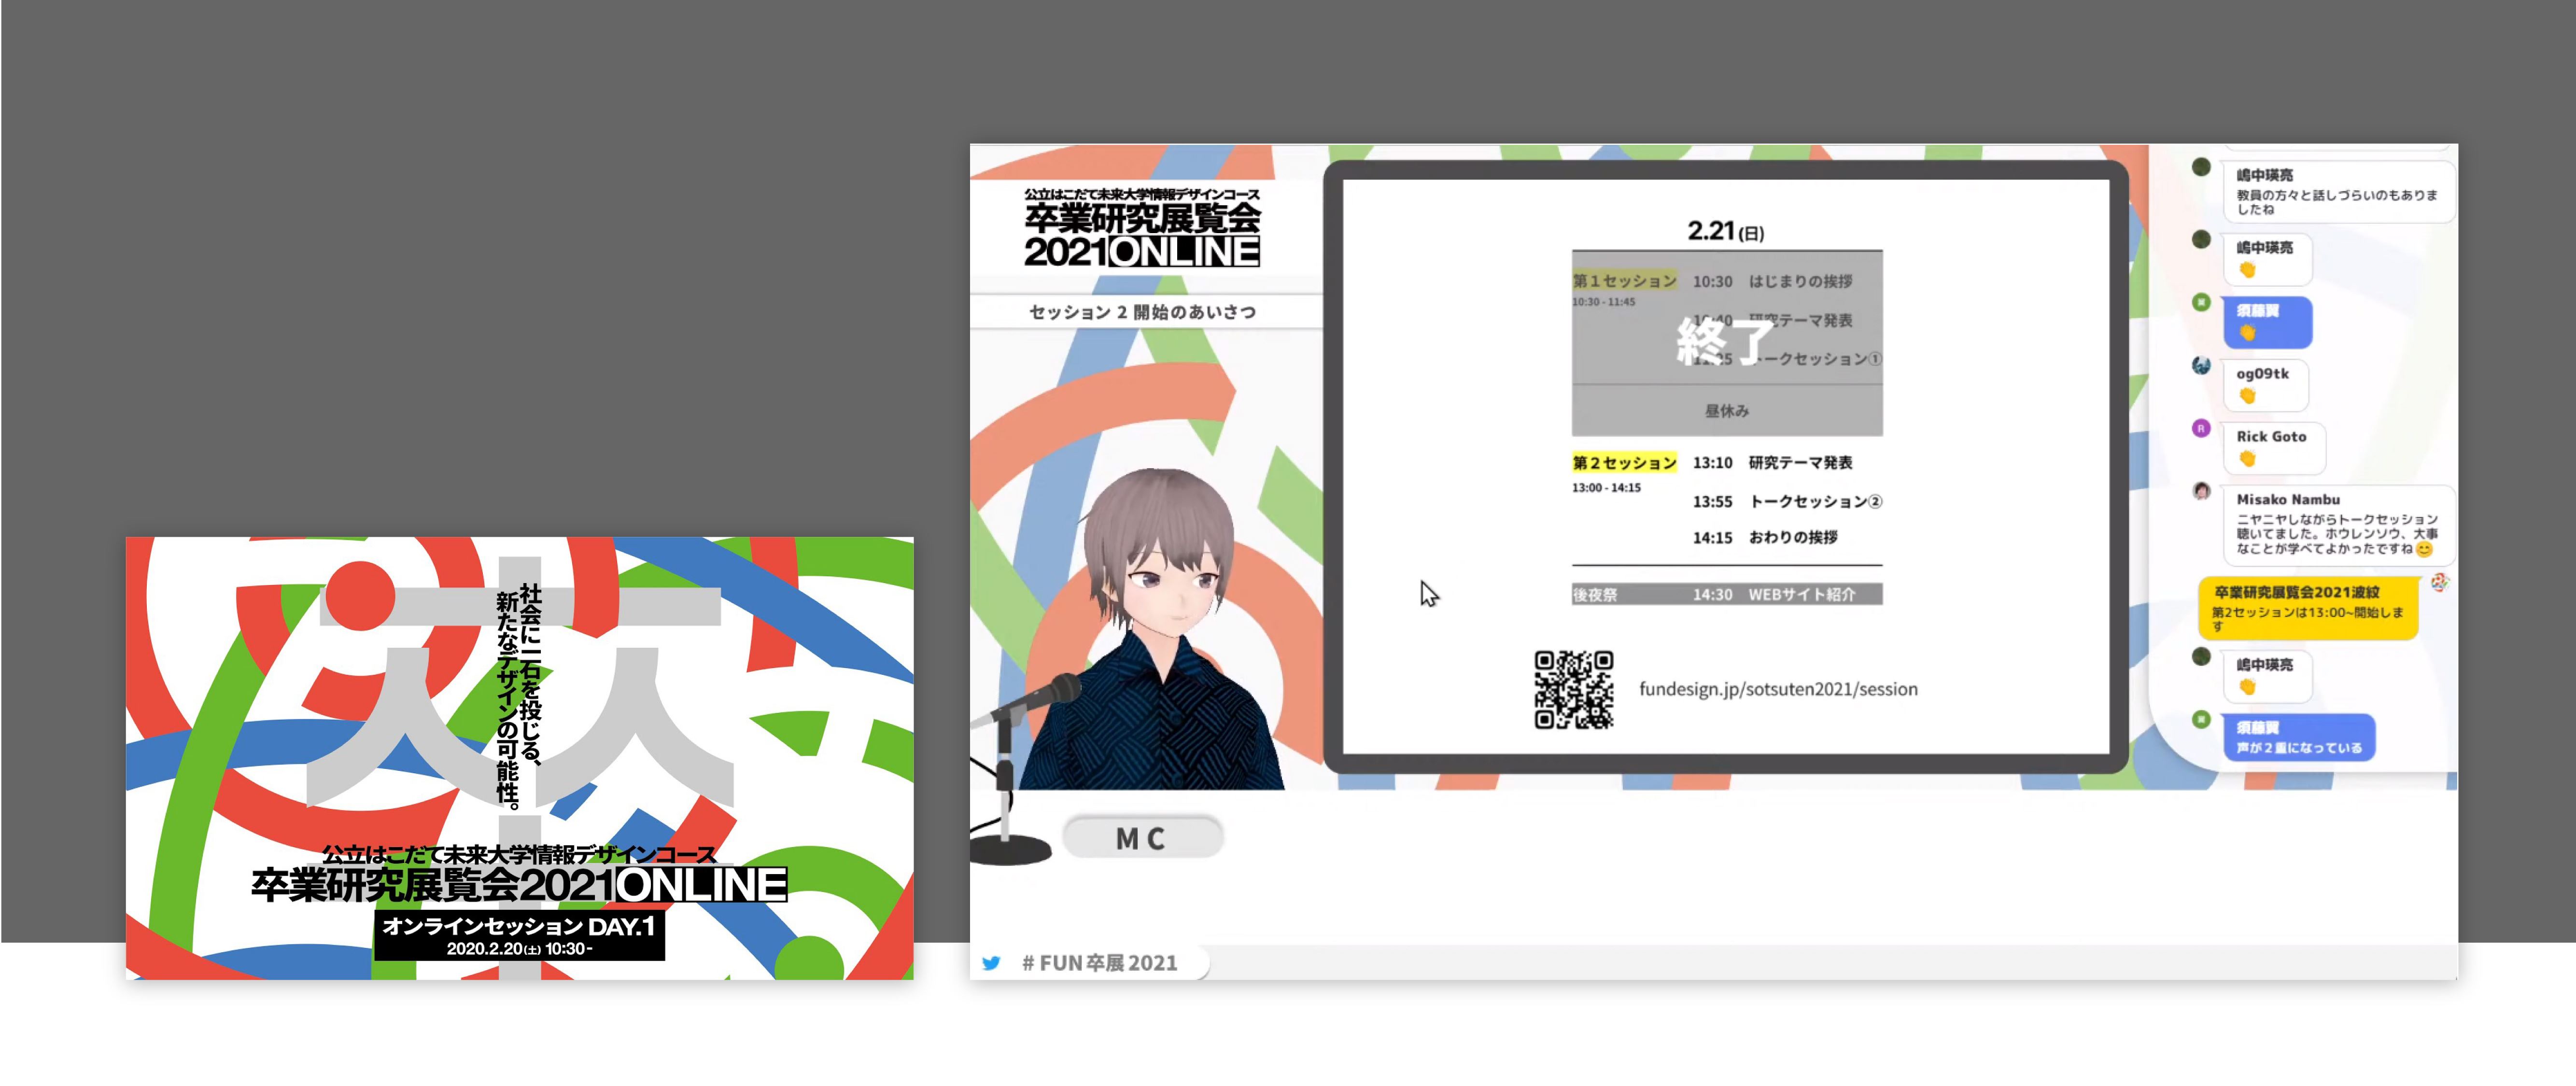 社会に一石を投じる、
新たなデザインの可能性。
公立はこだて未来大学情報デザインコース
卒業研究展覧会2021ONLINE
オンラインセッション DAY.1
2020.2.20(土) 10:30-
公立はこだて未来大学情報デザインコース
卒業研究展覧会
2021ONLINE
セッション 2 開始のあいさつ
MC
# FUN卒展2021
2.21(日)
第1セッション 10:30 はじまりの挨拶
10:30 - 11:45
10:40 研究テーマ発表
終了
11:25 トークセッション①
昼休み
第2セッション 13:10 研究テーマ発表
13:00 - 14:15
13:55 トークセッション②
14:15 おわりの挨拶
後夜祭 14:30 WEBサイト紹介
fundesign.jp/sotsuten2021/session
嶋中瑛亮
教員の方々と話しづらいのもありま
したね
嶋中瑛亮
👏
須藤翼
👏
og09tk
👏
R
Rick Goto
👏
Misako Nambu
ニヤニヤしながらトークセッション
聴いてました。ホウレンソウ、大事
なことが学べてよかったですね😊
卒業研究展覧会2021波紋
第2セッションは13:00~開始しま
す
嶋中瑛亮
👏
須藤翼
声が2重になっている